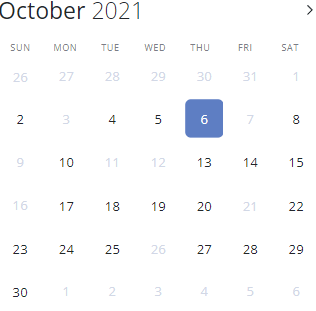 October 2021
SUN MON TUE WED THU FRI SAT
26 27 28 29 30 31 1
2 3 4 5 6 7 8
9 10 11 12 13 14 15
16 17 18 19 20 21 22
23 24 25 26 27 28 29
30 1 2 3 4 5 6